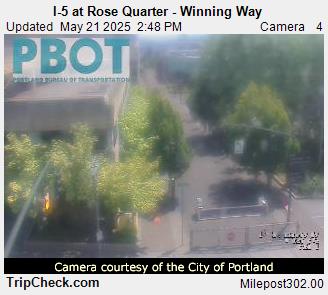 I-5 at Rose Quarter - Winning Way
Updated May 21 2025 2:48 PM Camera 4
PBOT
PORTLAND BUREAU OF TRANSPORTATION
Camera courtesy of the City of Portland
TripCheck.com Milepost302.00